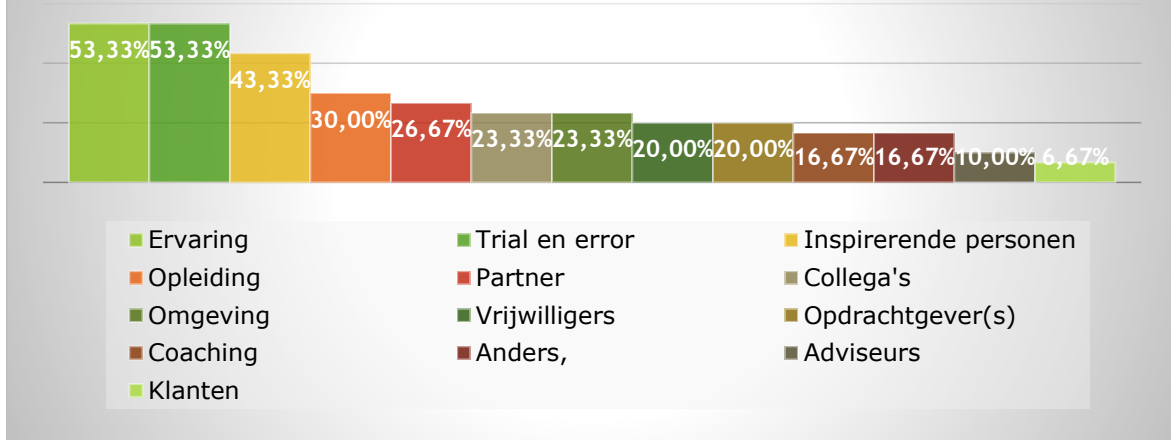 53,33% 53,33%
43,33%
30,00%
26,67%
23,33% 23,33%
20,00% 20,00%
16,67% 16,67%
10,00% 6,67%
Ervaring Trial en error Inspirerende personen
Opleiding Partner Collega's
Omgeving Vrijwilligers Opdrachtgever(s)
Coaching Anders, Adviseurs
Klanten